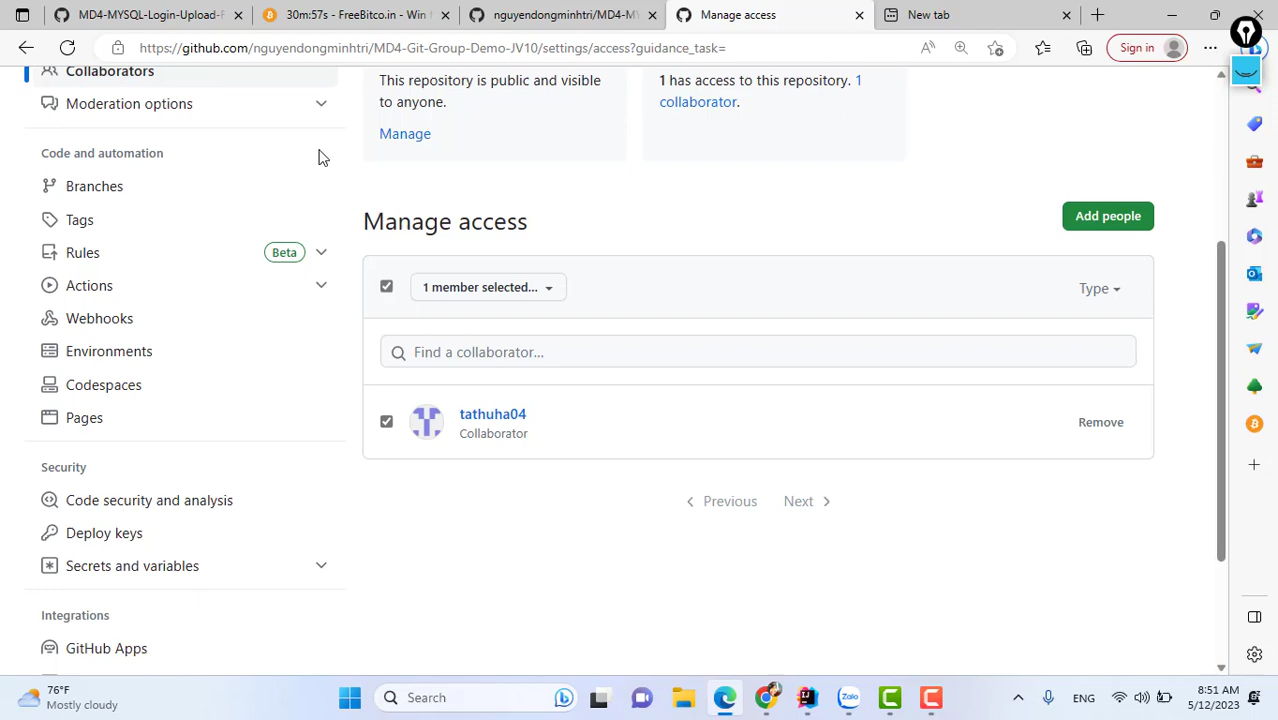 MD4-MYSQL-Login-Upload-F
30m:57s - FreeBitco.in - Win f
nguyendongminhtri/MD4-MY
Manage access
New tab
https://github.com/nguyendongminhtri/MD4-Git-Group-Demo-JV10/settings/access?guidance_task=
Sign in
Collaborators
Moderation options
Code and automation
Branches
Tags
Rules
Beta
Actions
Webhooks
Environments
Codespaces
Pages
Security
Code security and analysis
Deploy keys
Secrets and variables
Integrations
GitHub Apps
This repository is public and visible
to anyone.
Manage
1 has access to this repository. 1
collaborator.
Manage access
Add people
1 member selected...
Type
Find a collaborator...
tathuha04
Collaborator
Remove
Previous
Next
76°F
Mostly cloudy
Search
Zalo
ENG
8:51 AM
5/12/2023